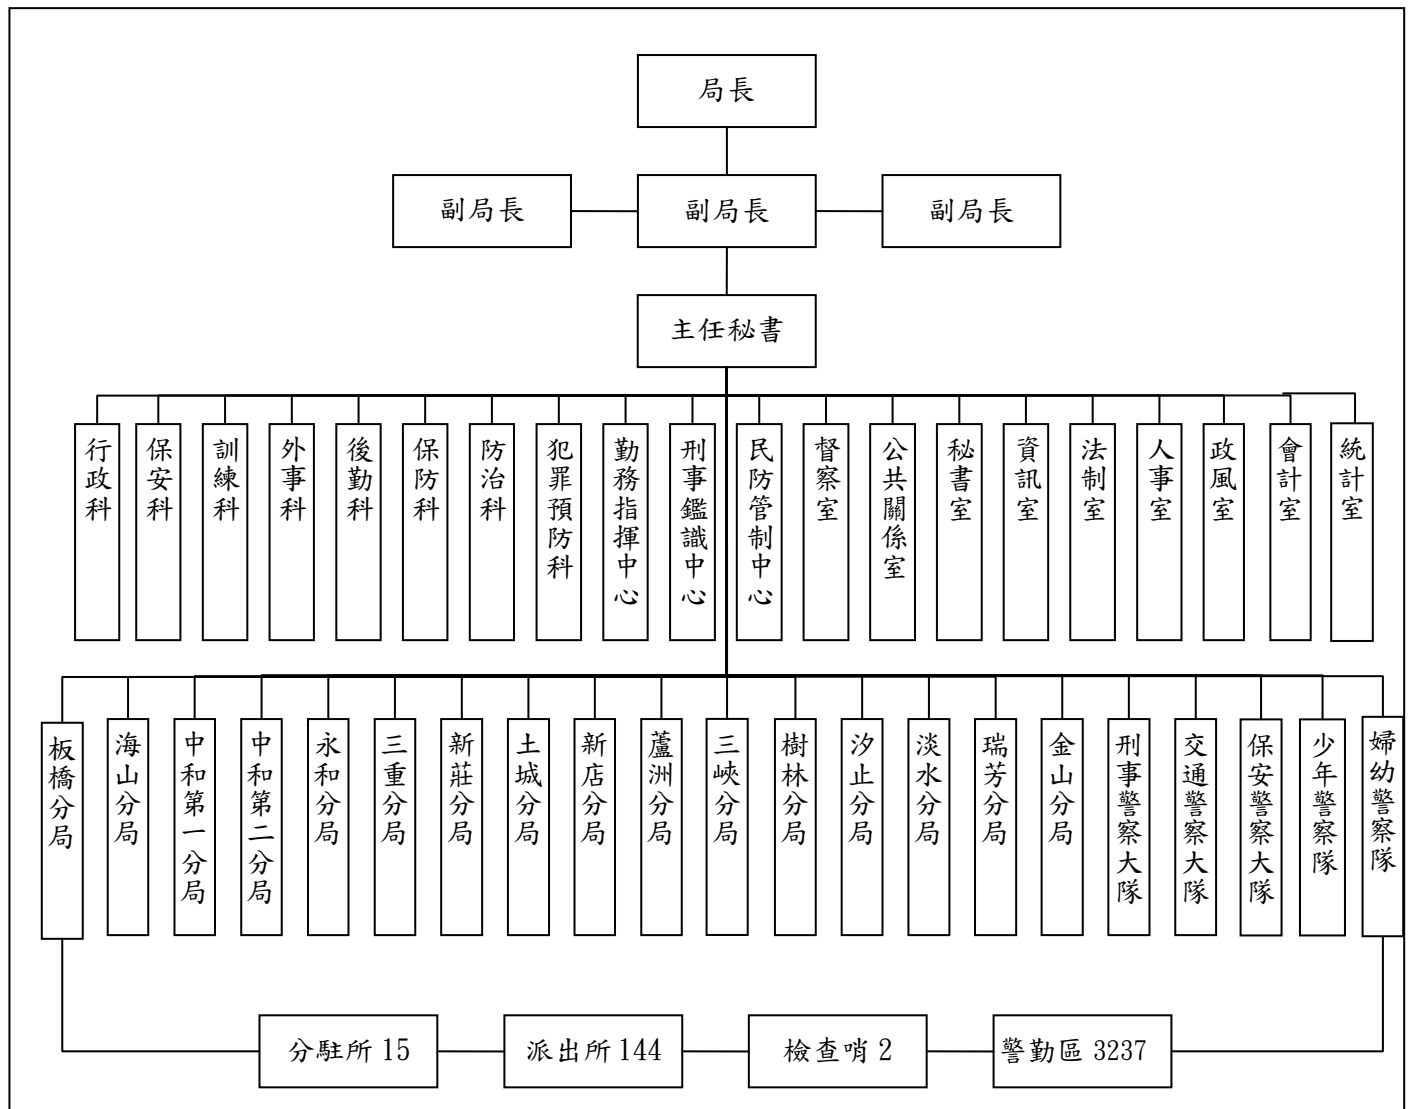 局長
副局長
副局長
副局長
主任秘書
行政科
保安科
訓練科
外事科
後勤科
保防科
防治科
犯罪預防科
勤務指揮中心
刑事鑑識中心
民防管制中心
督察室
公共關係室
秘書室
資訊室
法制室
人事室
政風室
會計室
統計室
板橋分局
海山分局
中和第一分局
中和第二分局
永和分局
三重分局
新莊分局
土城分局
新店分局
蘆洲分局
三峽分局
樹林分局
汐止分局
淡水分局
瑞芳分局
金山分局
刑事警察大隊
交通警察大隊
保安警察大隊
少年警察隊
婦幼警察隊
分駐所 15
派出所 144
檢查哨 2
警勤區 3237